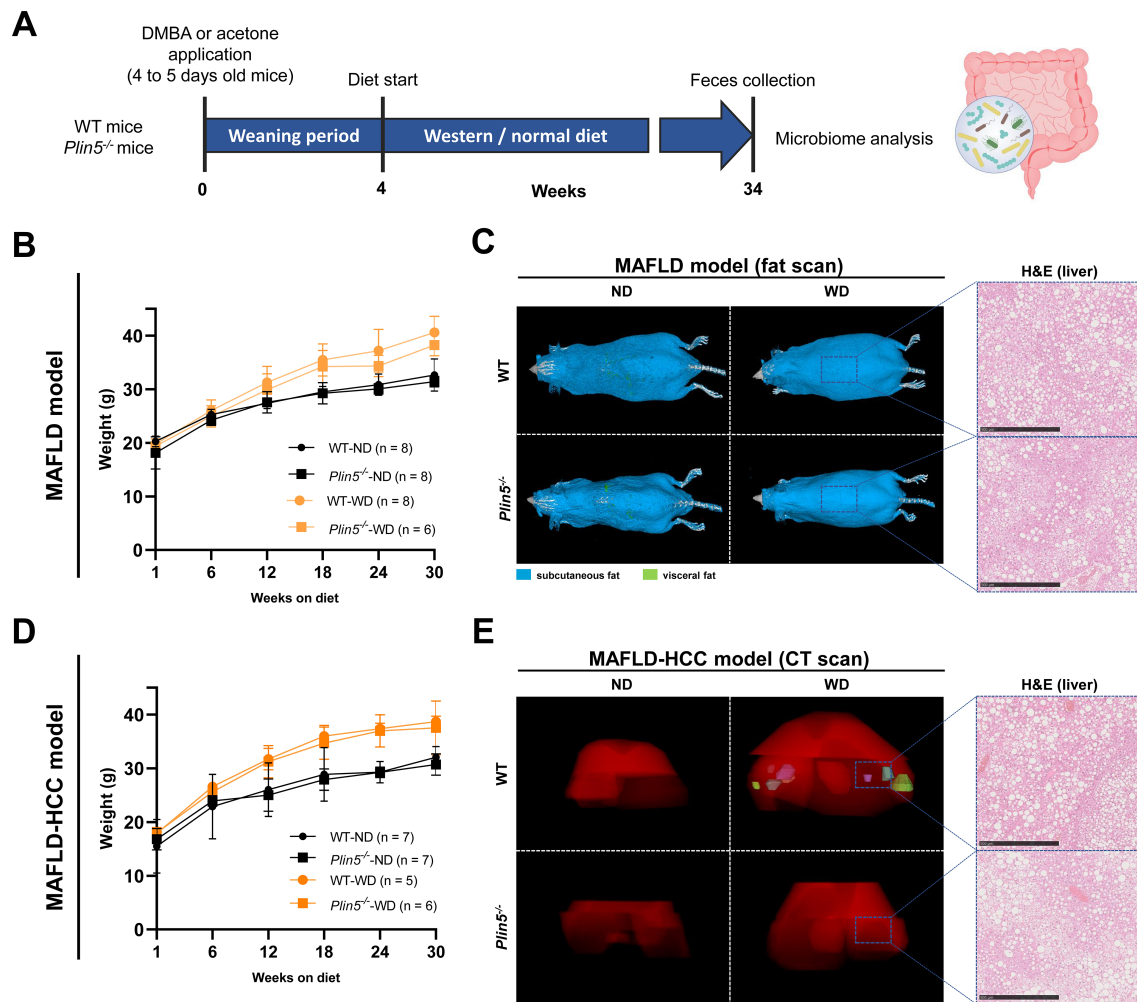 A
DMBA or acetone
application
(4 to 5 days old mice)
Diet start
Feces collection
WT mice
Plin5-/- mice
Weaning period
Western / normal diet
Microbiome analysis
0
4
Weeks
34
B
MAFLD model
Weight (g)
40
30
20
10
0
WT-ND (n = 8)
Plin5-/--ND (n = 8)
WT-WD (n = 8)
Plin5-/--WD (n = 6)
1 6 12 18 24 30
Weeks on diet
C
MAFLD model (fat scan)
ND
WD
H&E (liver)
WT
Plin5-/-
subcutaneous fat
visceral fat
D
MAFLD-HCC model
Weight (g)
40
30
20
10
0
WT-ND (n = 7)
Plin5-/--ND (n = 7)
WT-WD (n = 5)
Plin5-/--WD (n = 6)
1 6 12 18 24 30
Weeks on diet
E
MAFLD-HCC model (CT scan)
ND
WD
H&E (liver)
WT
Plin5-/-